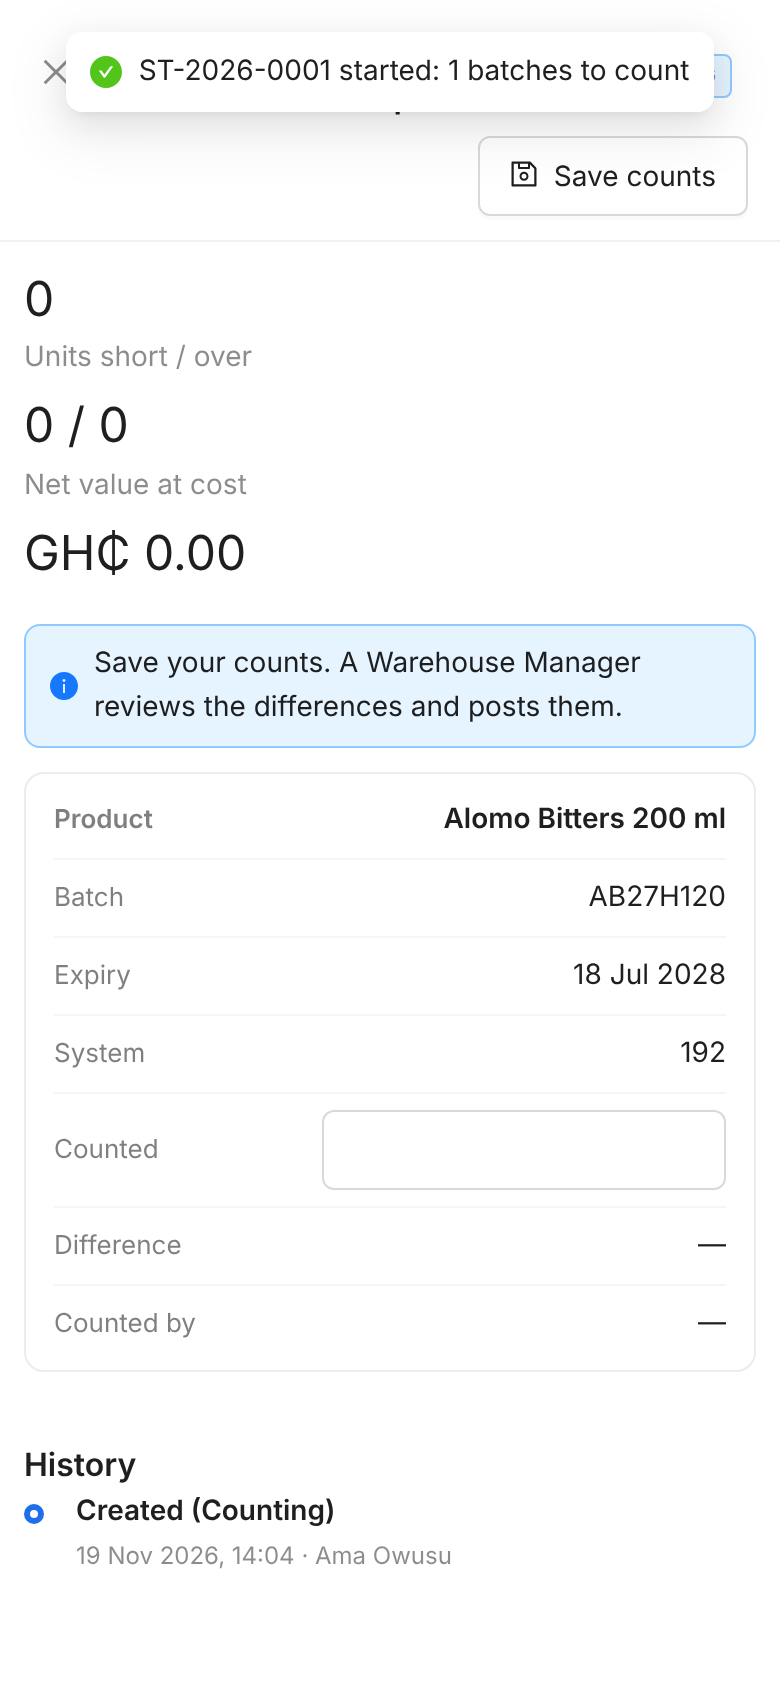 ST-2026-0001 started: 1 batches to count
Save counts
0
Units short / over
0 / 0
Net value at cost
GH₵ 0.00
Save your counts. A Warehouse Manager
reviews the differences and posts them.
Product Alomo Bitters 200 ml
Batch AB27H120
Expiry 18 Jul 2028
System 192
Counted
Difference —
Counted by —
History
Created (Counting)
19 Nov 2026, 14:04 · Ama Owusu